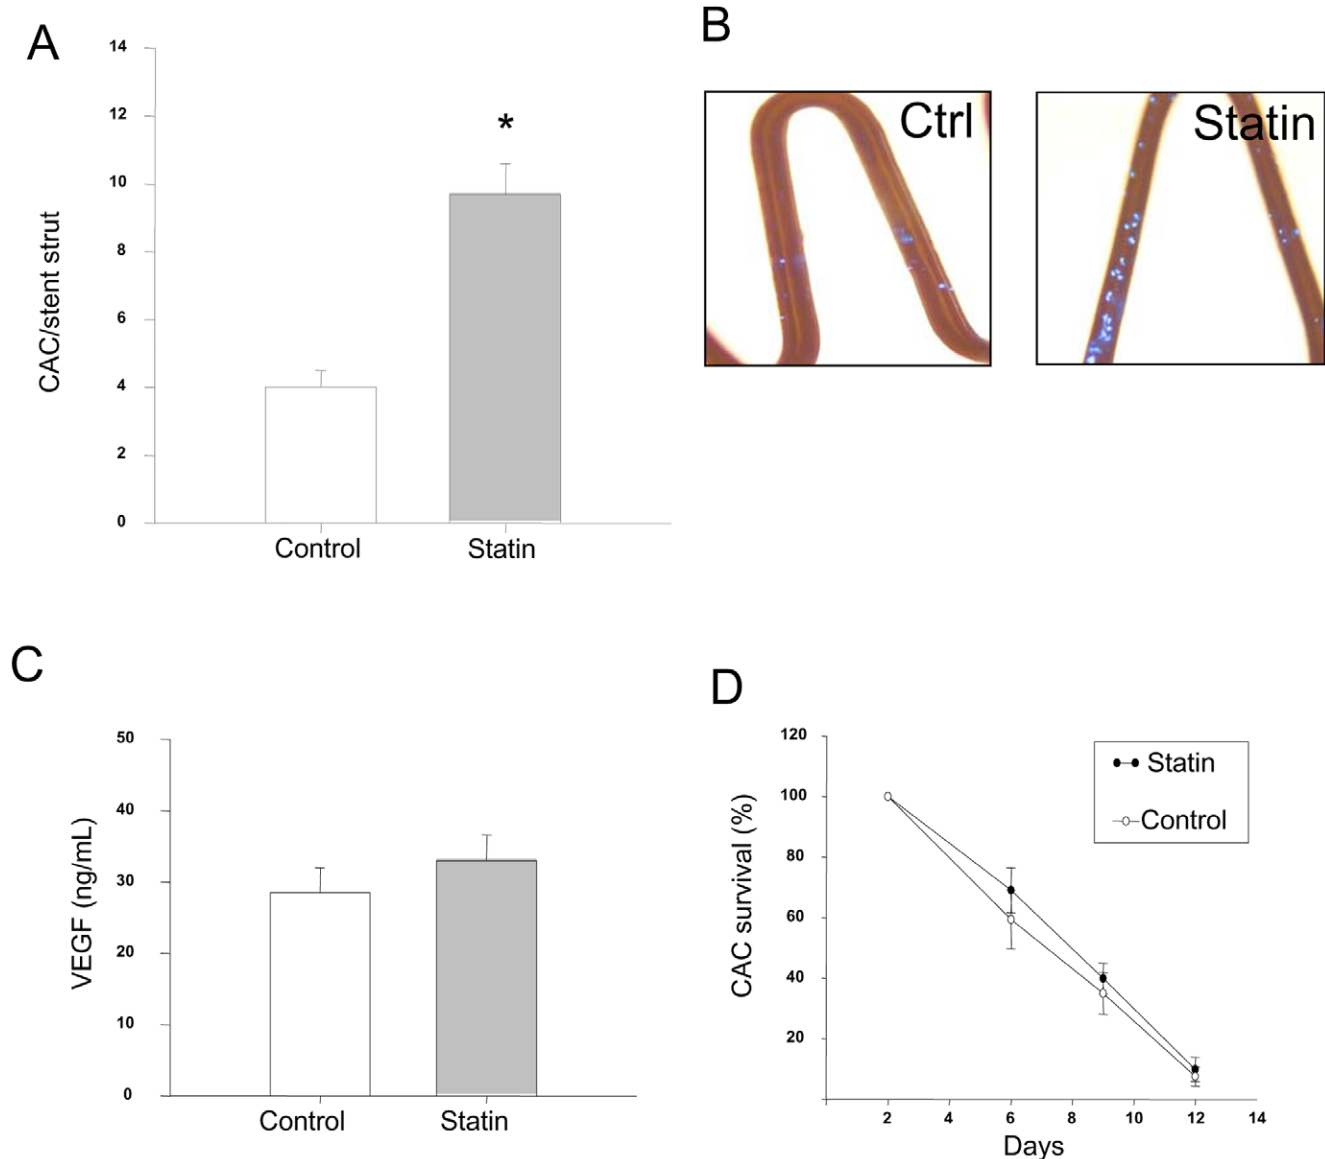 A
14
12
10
8
6
4
2
0
CAC/stent strut
*
Control
Statin
B
Ctrl
Statin
C
50
40
30
20
10
0
VEGF (ng/mL)
Control
Statin
D
120
100
80
60
40
20
CAC survival (%)
Statin
Control
2 4 6 8 10 12 14
Days